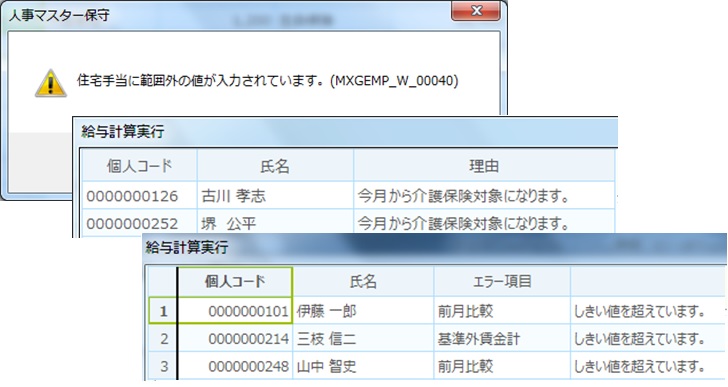 人事マスター保守
住宅手当に範囲外の値が入力されています。(MXGEMP_W_00040)
給与計算実行
個人コード 氏名 理由
0000000126 古川 孝志 今月から介護保険対象になります。
0000000252 堺 公平 今月から介護保険対象になります。
給与計算実行
個人コード 氏名 エラー項目
1 0000000101 伊藤 一郎 前月比較 しきい値を超えています。
2 0000000214 三枝 信二 基準外賃金計 しきい値を超えています。
3 0000000248 山中 智史 前月比較 しきい値を超えています。